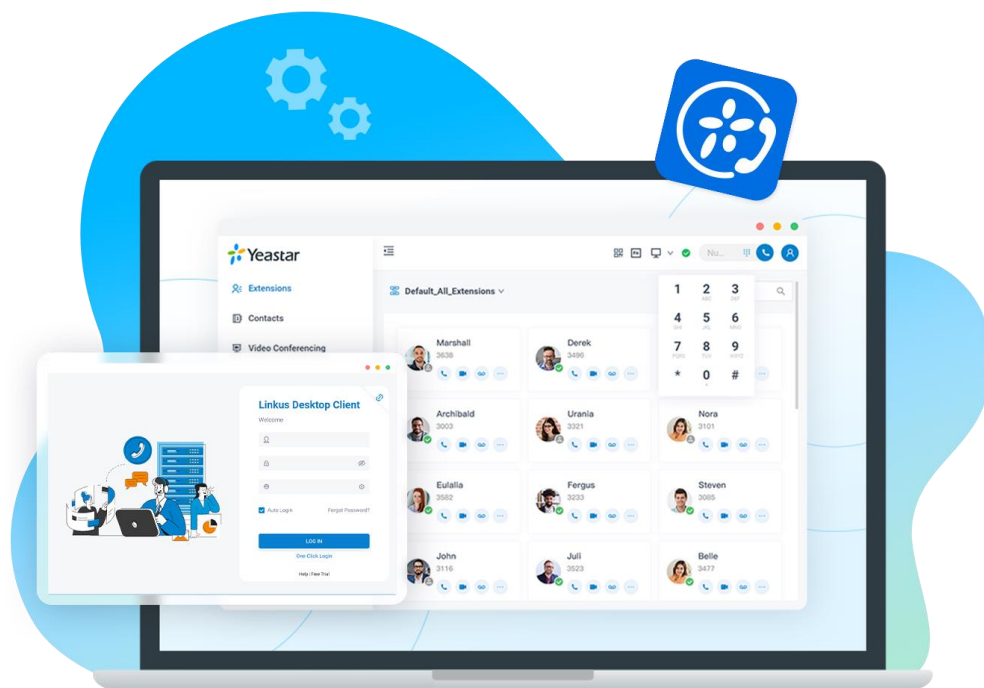 Yeastar
Nu...
Extensions
Default_All_Extensions
Contacts
Video Conferencing
1 2 3
ABC DEF
4 5 6
GHI JKL MNO
7 8 9
PQRS TUV WXYZ
* 0 #
+
Marshall
3638
Derek
3496
Archibald
3003
Urania
3321
Nora
3101
Eulalia
3582
Fergus
3233
Steven
3085
John
3116
Juli
3523
Belle
3477
Linkus Desktop Client
Welcome
Auto Login Forgot Password?
LOG IN
One-Click Login
Help | Free Trial